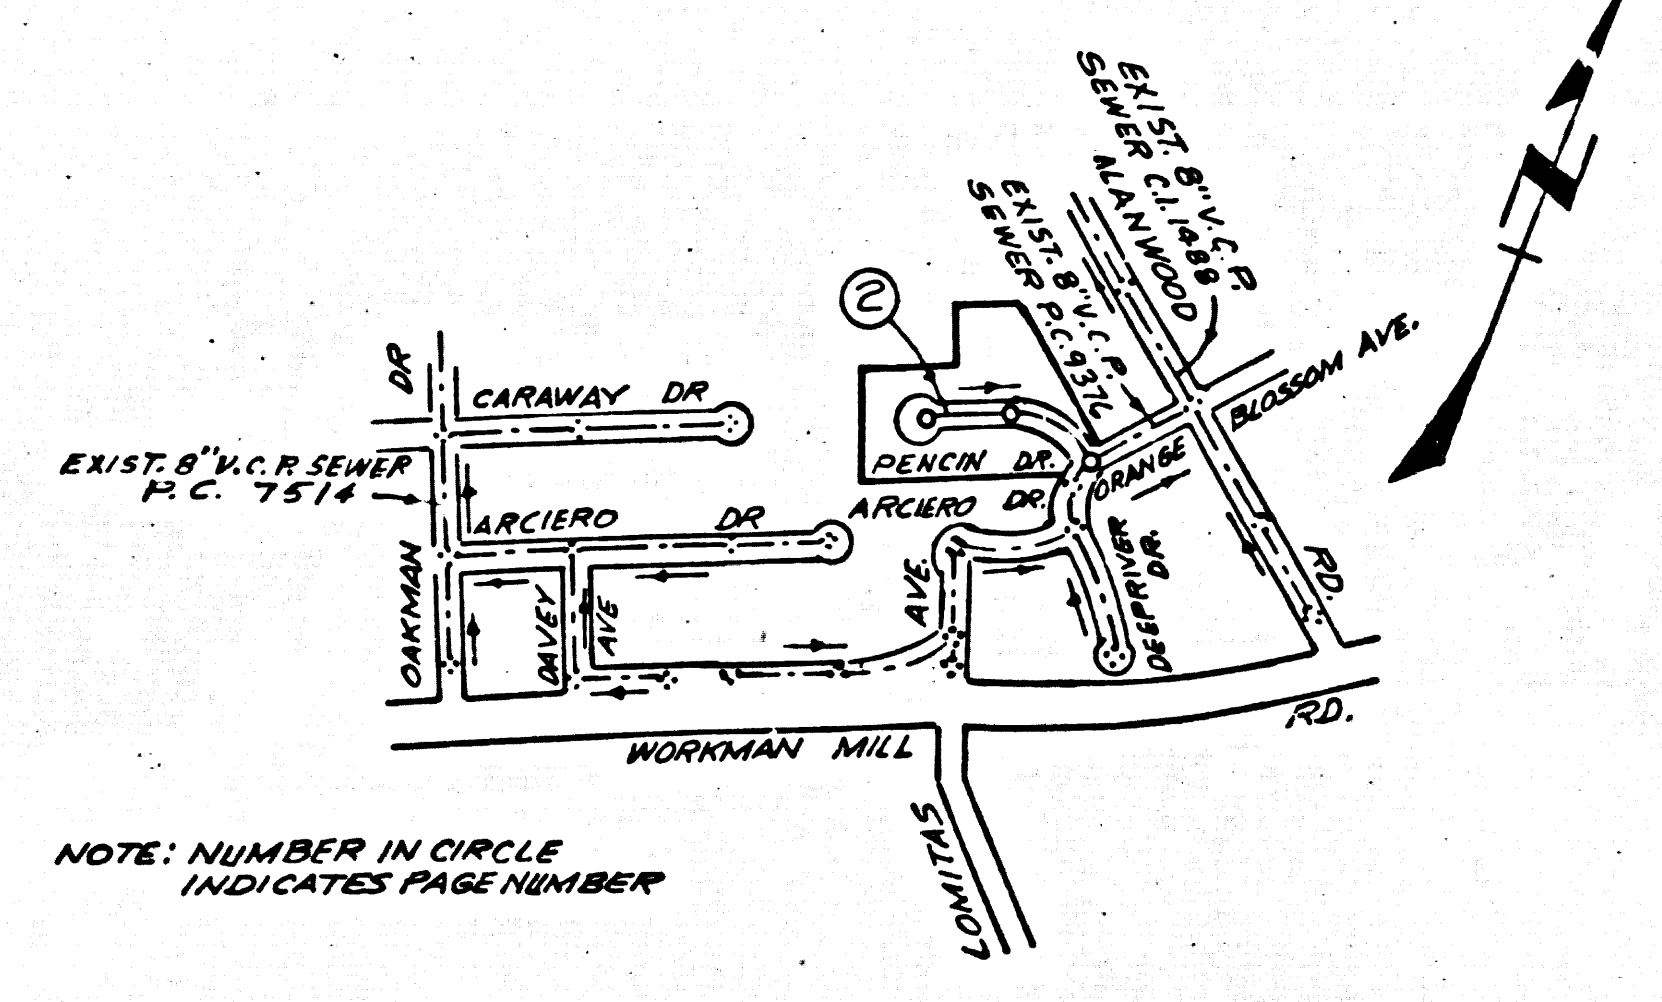 EXIST. 8" V.C.P.
SEWER C.I. 1488
ALANWOOD
EXIST. 8" V.C.P.
SEWER P.C. 9376
N
2
BLOSSOM AVE.
DR
CARAWAY DR
EXIST. 8" V.C.P. SEWER
P.C. 7514
PENCIN DR.
ORANGE
ARCIERO DR.
ARCIERO DR
OAKMAN
DAVEY
AVE
AVE.
DEEPRIVER
DR.
RD.
RD.
WORKMAN MILL
LOMITAS
NOTE: NUMBER IN CIRCLE
INDICATES PAGE NUMBER